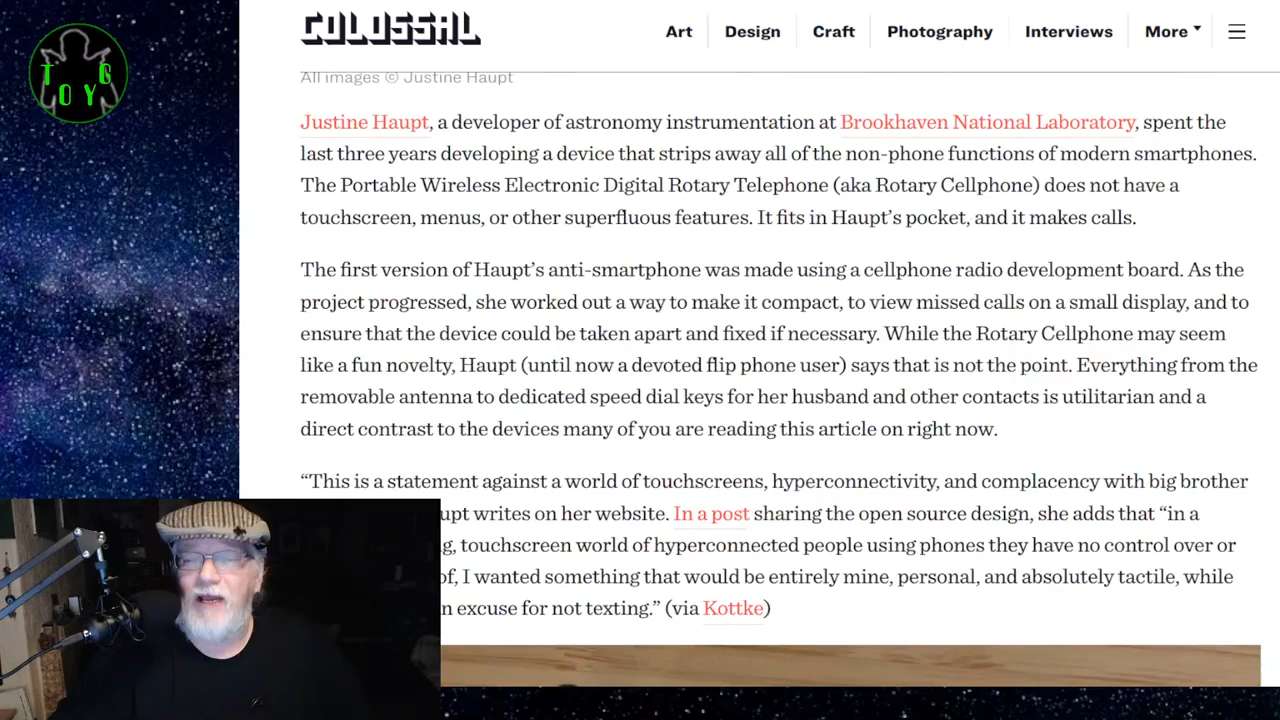 COLOSSAL
Art
Design
Craft
Photography
Interviews
More
T G
O Y
All images © Justine Haupt
Justine Haupt, a developer of astronomy instrumentation at Brookhaven National Laboratory, spent the
last three years developing a device that strips away all of the non-phone functions of modern smartphones.
The Portable Wireless Electronic Digital Rotary Telephone (aka Rotary Cellphone) does not have a
touchscreen, menus, or other superfluous features. It fits in Haupt’s pocket, and it makes calls.
The first version of Haupt’s anti-smartphone was made using a cellphone radio development board. As the
project progressed, she worked out a way to make it compact, to view missed calls on a small display, and to
ensure that the device could be taken apart and fixed if necessary. While the Rotary Cellphone may seem
like a fun novelty, Haupt (until now a devoted flip phone user) says that is not the point. Everything from the
removable antenna to dedicated speed dial keys for her husband and other contacts is utilitarian and a
direct contrast to the devices many of you are reading this article on right now.
“This is a statement against a world of touchscreens, hyperconnectivity, and complacency with big brother
upt writes on her website. In a post sharing the open source design, she adds that “in a
g, touchscreen world of hyperconnected people using phones they have no control over or
of, I wanted something that would be entirely mine, personal, and absolutely tactile, while
n excuse for not texting.” (via Kottke)